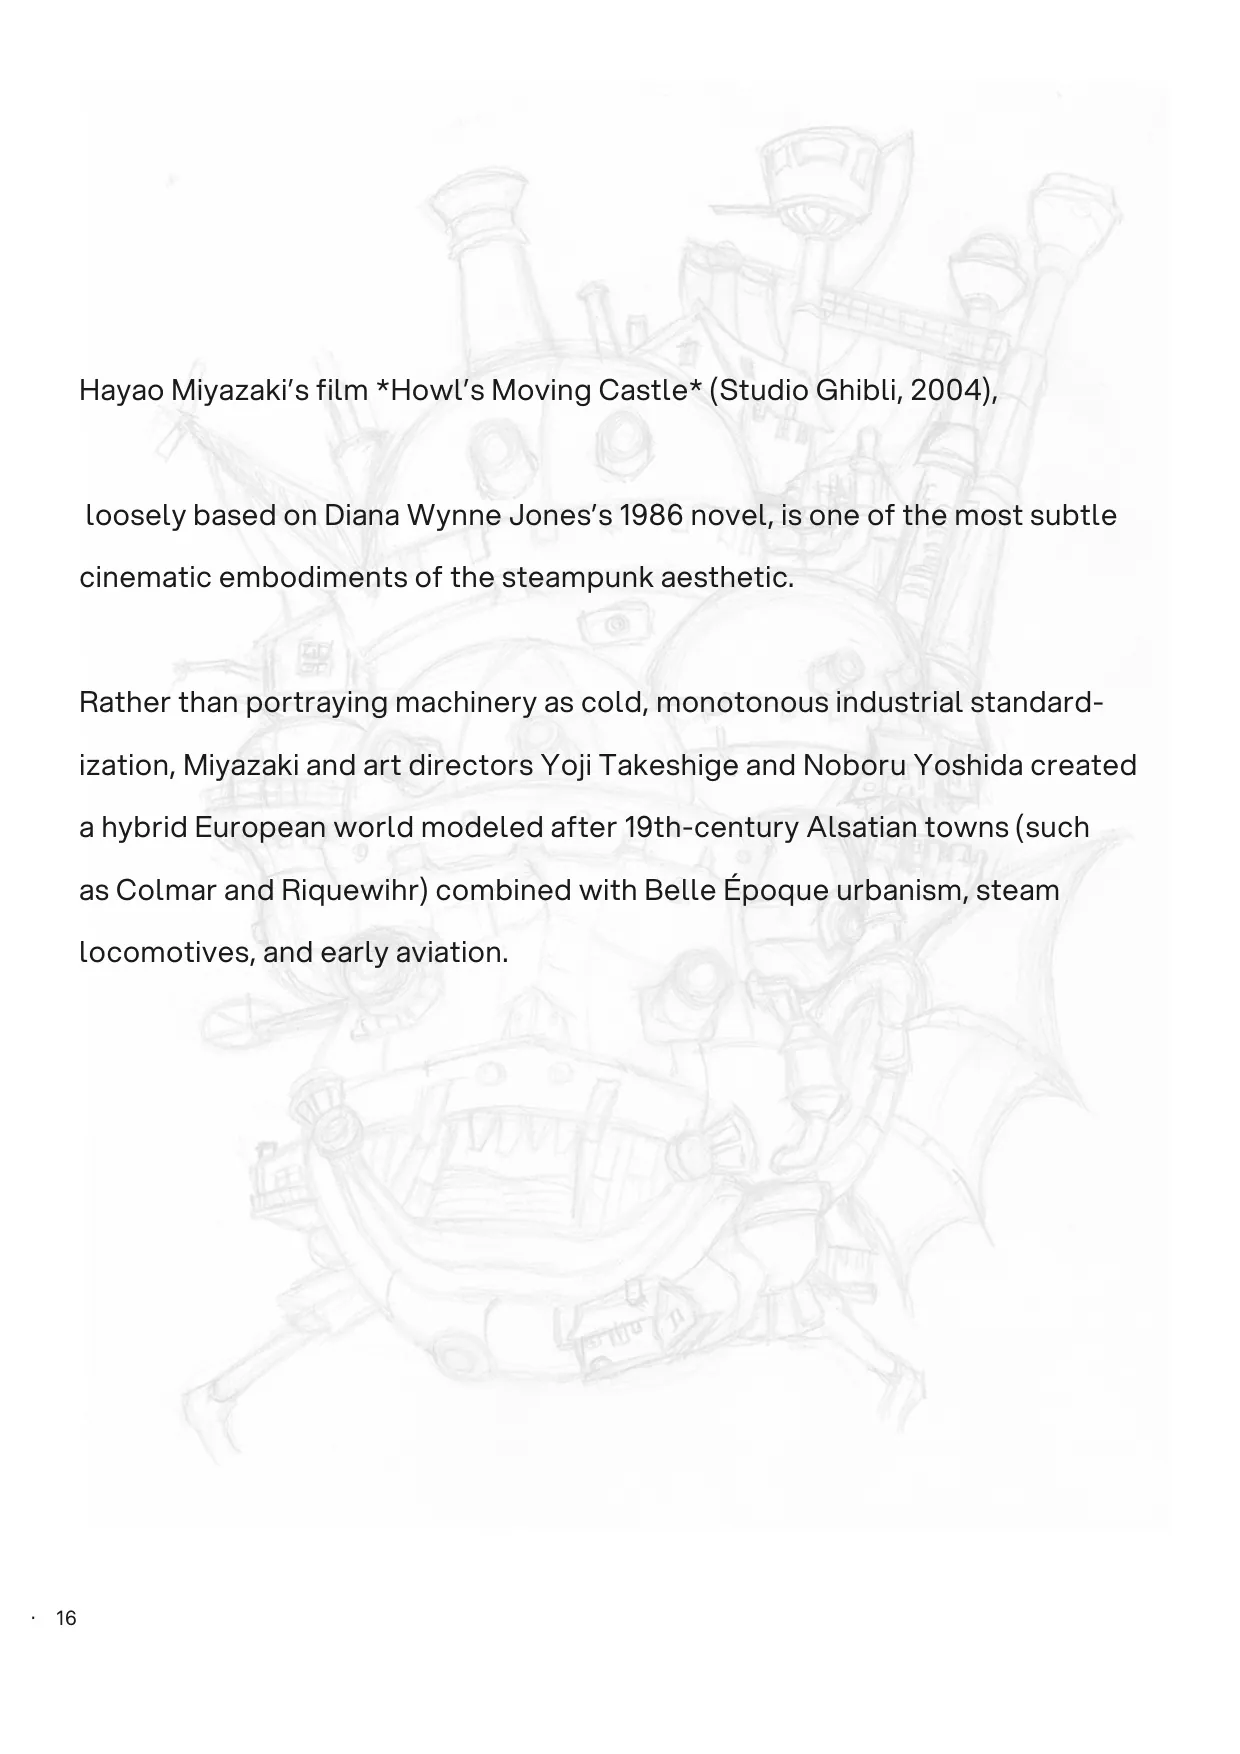 Hayao Miyazaki’s film *Howl’s Moving Castle* (Studio Ghibli, 2004),
loosely based on Diana Wynne Jones’s 1986 novel, is one of the most subtle
cinematic embodiments of the steampunk aesthetic.
Rather than portraying machinery as cold, monotonous industrial standard-
ization, Miyazaki and art directors Yoji Takeshige and Noboru Yoshida created
a hybrid European world modeled after 19th-century Alsatian towns (such
as Colmar and Riquewihr) combined with Belle Époque urbanism, steam
locomotives, and early aviation.
· 16